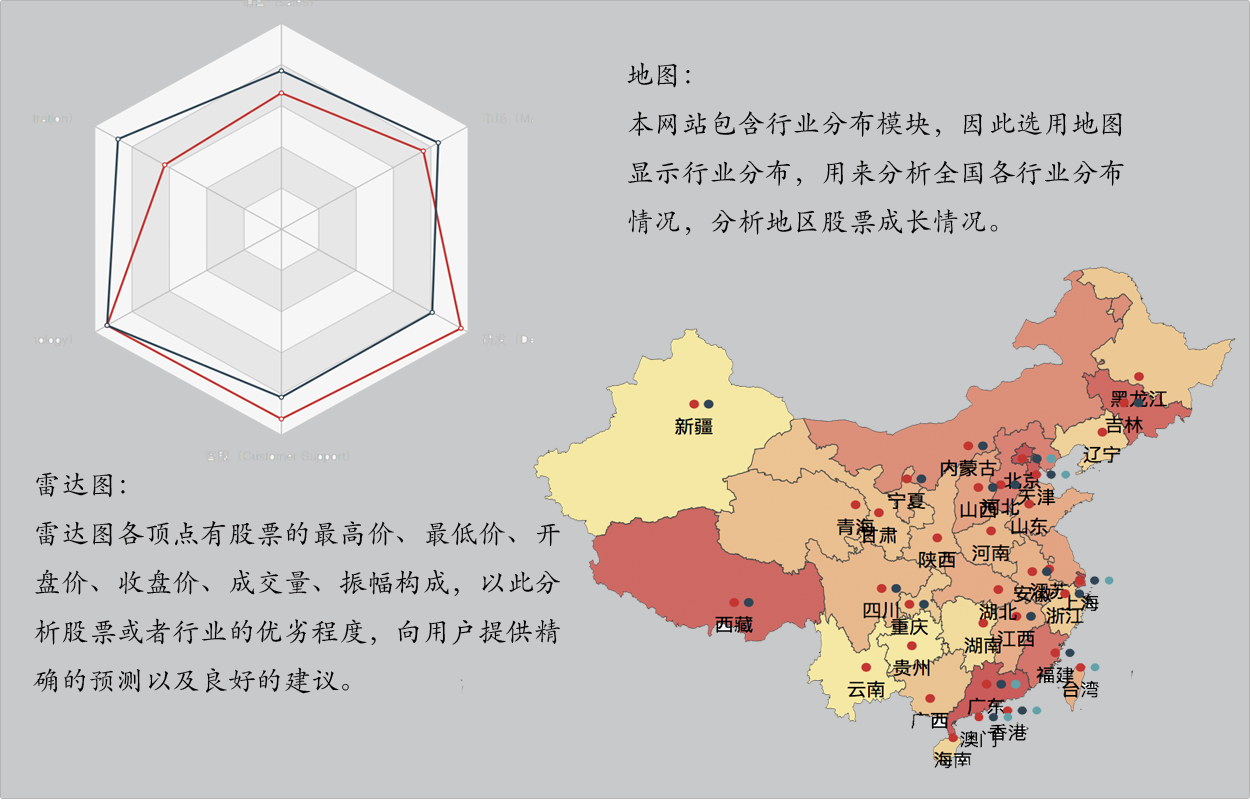 地图：
本网站包含行业分布模块，因此选用地图
显示行业分布，用来分析全国各行业分布
情况，分析地区股票成长情况。
雷达图：
雷达图各顶点有股票的最高价、最低价、开
盘价、收盘价、成交量、振幅构成，以此分
析股票或者行业的优劣程度，向用户提供精
确的预测以及良好的建议。
市场（M
(Customer Support)
黑龙江
吉林
辽宁
新疆
内蒙古
北京
宁夏
天津
山西
河北
青海
甘肃
山东
陕西
河南
安徽
江苏
上海
四川
湖北
浙江
重庆
西藏
湖南
江西
贵州
福建
云南
台湾
广东
广西
香港
澳门
海南